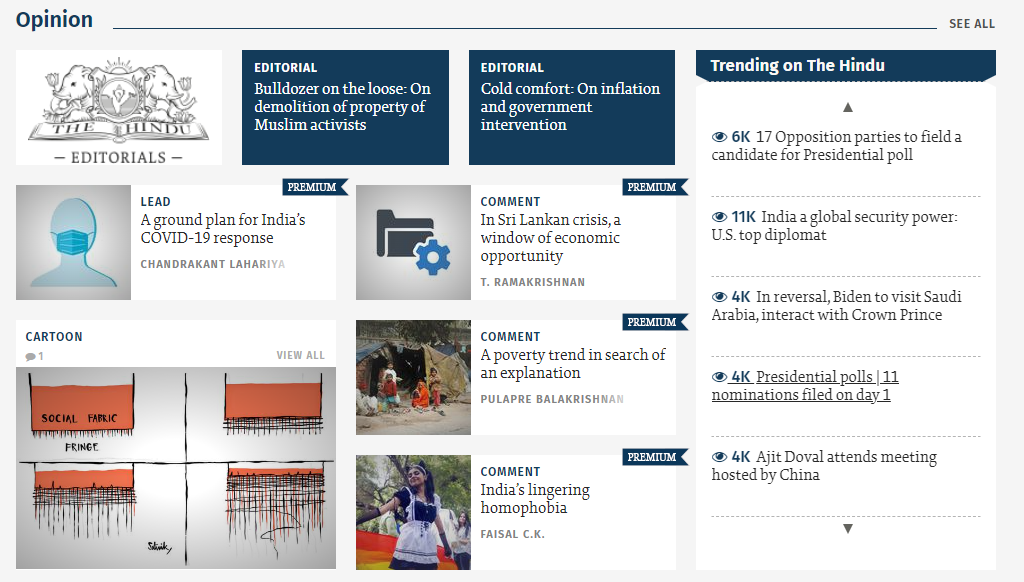 Opinion
SEE ALL
THE HINDU
— EDITORIALS —
EDITORIAL
Bulldozer on the loose: On
demolition of property of
Muslim activists
EDITORIAL
Cold comfort: On inflation
and government
intervention
PREMIUM
LEAD
A ground plan for India’s
COVID-19 response
CHANDRAKANT LAHARIYA
PREMIUM
COMMENT
In Sri Lankan crisis, a
window of economic
opportunity
T. RAMAKRISHNAN
CARTOON
1
VIEW ALL
SOCIAL FABRIC
FRINGE
PREMIUM
COMMENT
A poverty trend in search of
an explanation
PULAPRE BALAKRISHNAN
PREMIUM
COMMENT
India’s lingering
homophobia
FAISAL C.K.
Trending on The Hindu
6K 17 Opposition parties to field a
candidate for Presidential poll
11K India a global security power:
U.S. top diplomat
4K In reversal, Biden to visit Saudi
Arabia, interact with Crown Prince
4K Presidential polls | 11
nominations filed on day 1
4K Ajit Doval attends meeting
hosted by China